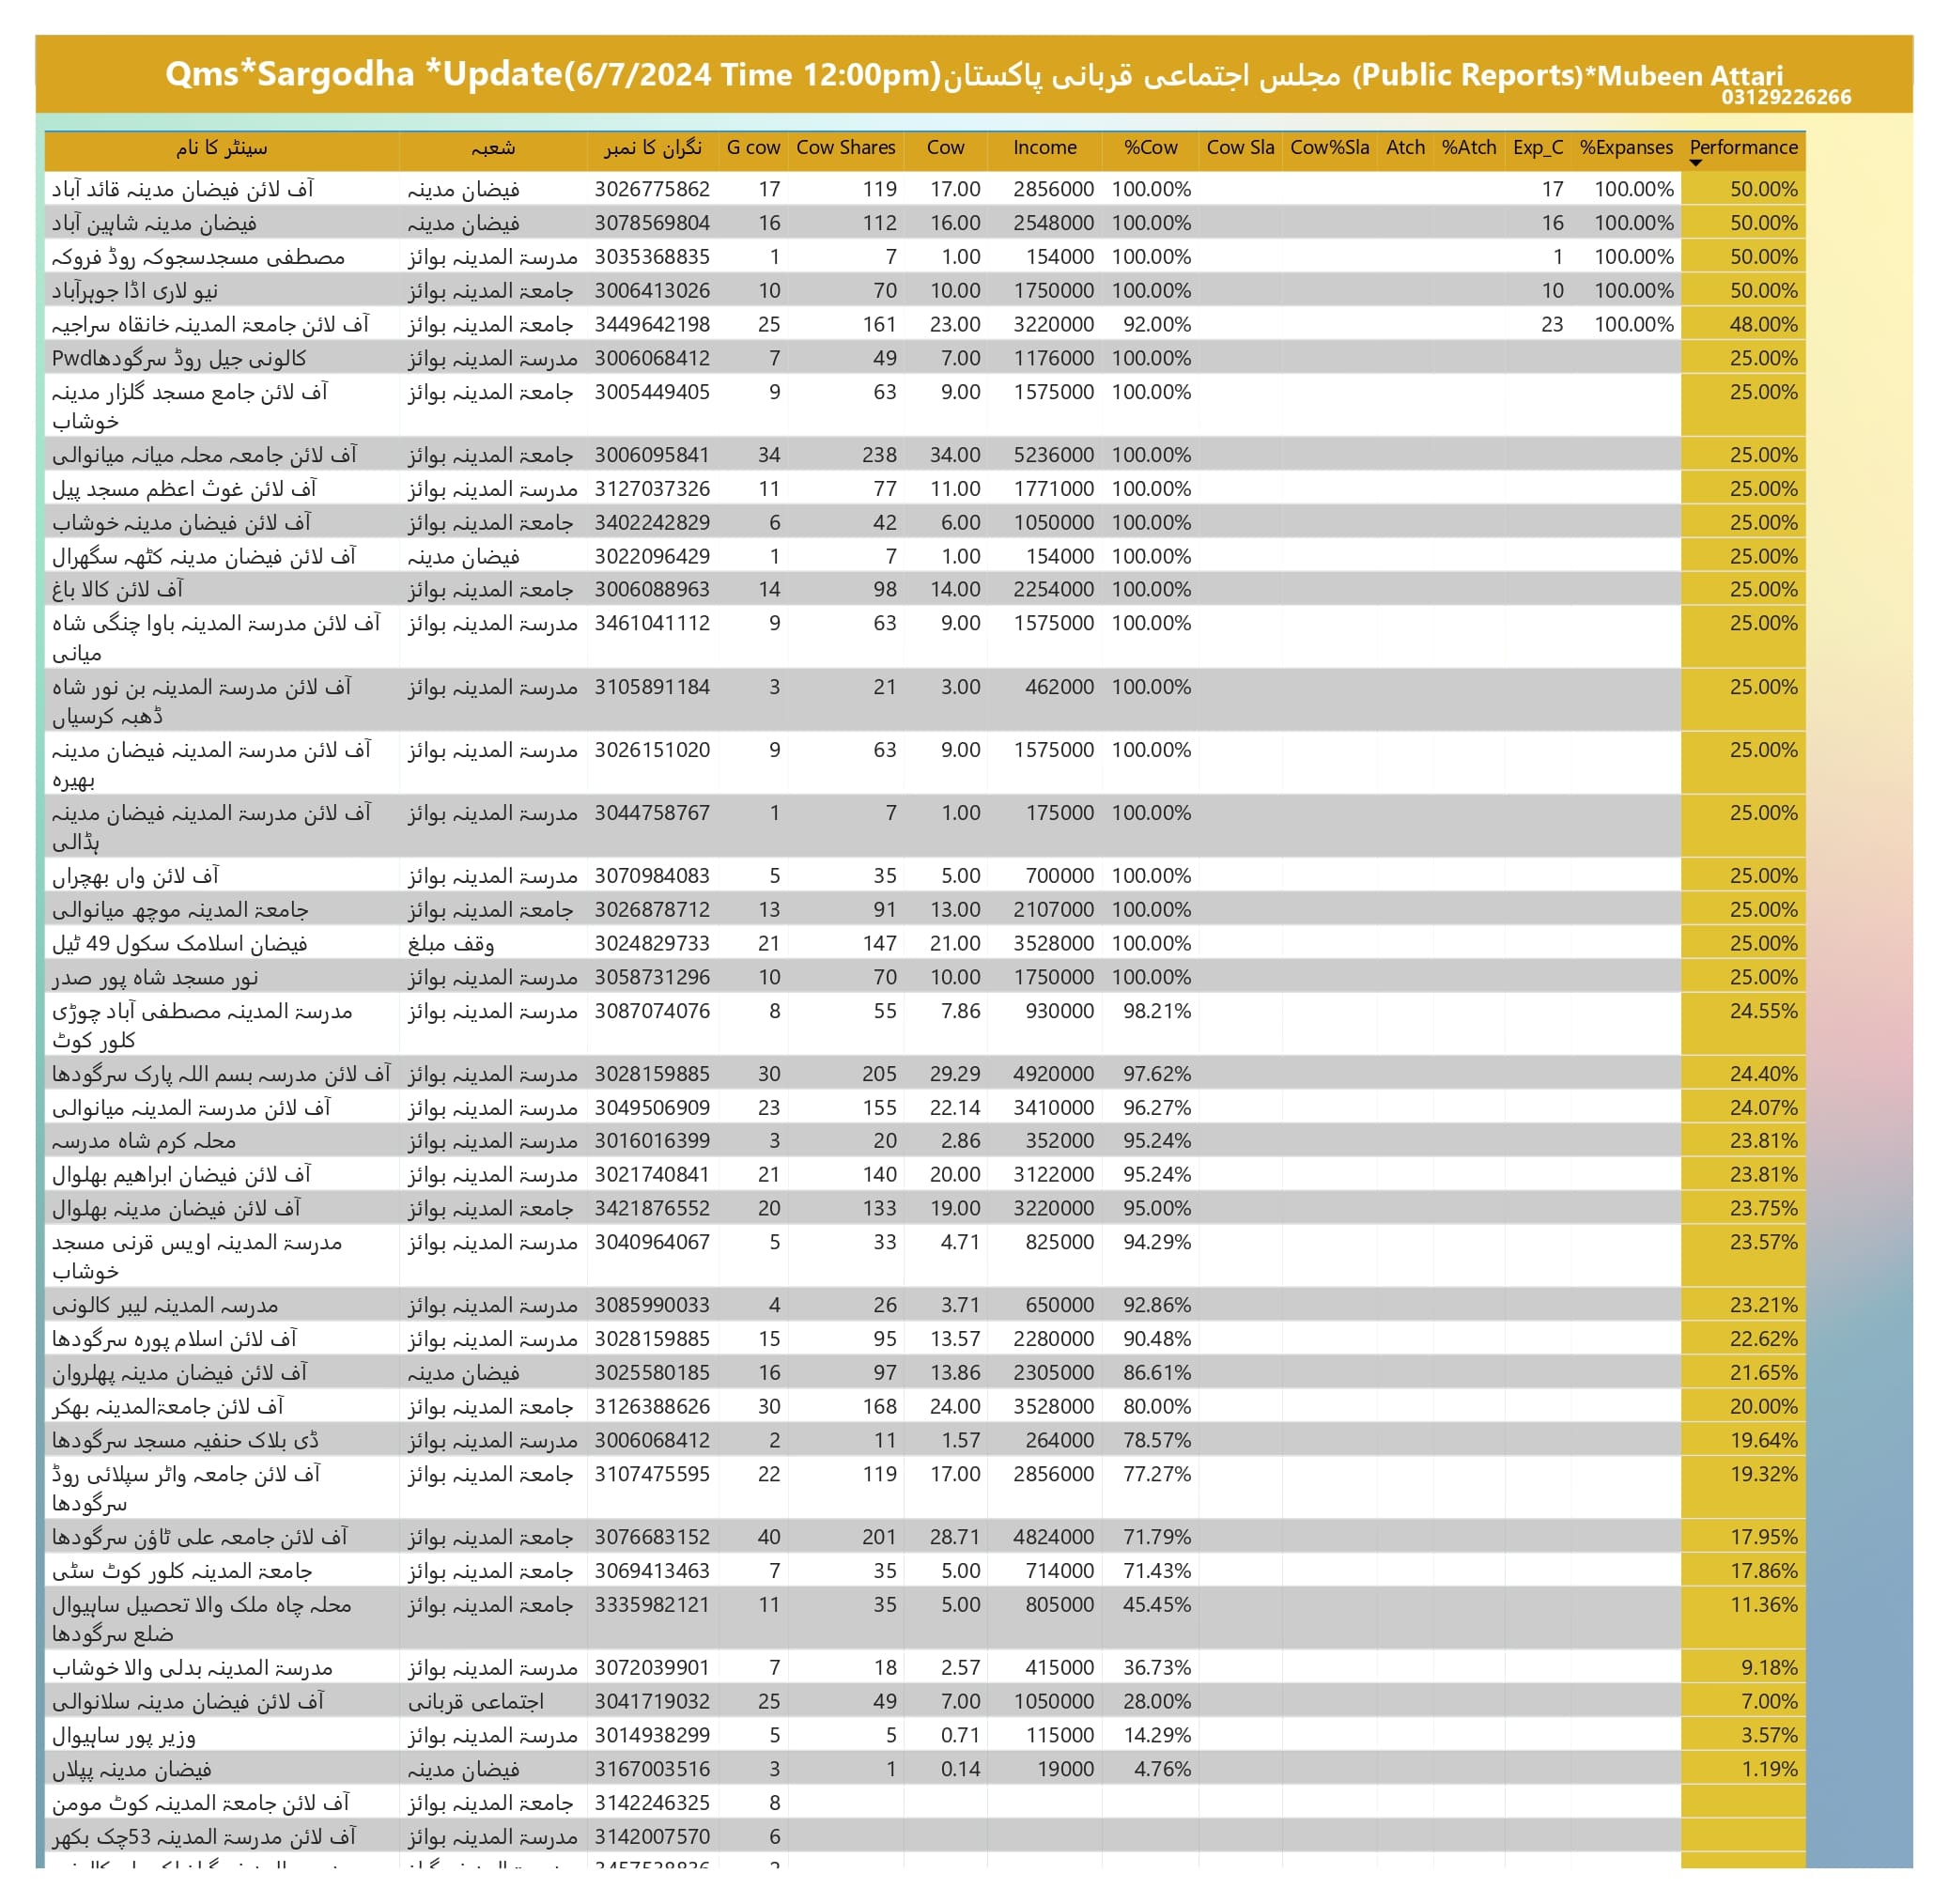 Qms*Sargodha *Update(6/7/2024 Time 12:00pm)مجلس اجتماعی قربانی پاکستان (Public Reports)*Mubeen Attari
03129226266
سینٹر کا نام شعبہ نگران کا نمبر G cow Cow Shares Cow Income %Cow Cow Sla Cow%Sla Atch %Atch Exp_C %Expanses Performance
آف لائن فیضان مدینہ قائد آباد فیضان مدینہ 3026775862 17 119 17.00 2856000 100.00% 17 100.00% 50.00%
فیضان مدینہ شاہین آباد فیضان مدینہ 3078569804 16 112 16.00 2548000 100.00% 16 100.00% 50.00%
مصطفی مسجدسجوکہ روڈ فروکہ مدرسۃ المدینہ بوائز 3035368835 1 7 1.00 154000 100.00% 1 100.00% 50.00%
نیو لاری اڈا جوہرآباد جامعۃ المدینہ بوائز 3006413026 10 70 10.00 1750000 100.00% 10 100.00% 50.00%
آف لائن جامعۃ المدینہ خانقاہ سراجیہ جامعۃ المدینہ بوائز 3449642198 25 161 23.00 3220000 92.00% 23 100.00% 48.00%
Pwdکالونی جیل روڈ سرگودھا مدرسۃ المدینہ بوائز 3006068412 7 49 7.00 1176000 100.00% 25.00%
آف لائن جامع مسجد گلزار مدینہ جامعۃ المدینہ بوائز 3005449405 9 63 9.00 1575000 100.00% 25.00%
خوشاب
آف لائن جامعہ محلہ میانہ میانوالی جامعۃ المدینہ بوائز 3006095841 34 238 34.00 5236000 100.00% 25.00%
آف لائن غوث اعظم مسجد پیل مدرسۃ المدینہ بوائز 3127037326 11 77 11.00 1771000 100.00% 25.00%
آف لائن فیضان مدینہ خوشاب جامعۃ المدینہ بوائز 3402242829 6 42 6.00 1050000 100.00% 25.00%
آف لائن فیضان مدینہ کٹھہ سگھرال فیضان مدینہ 3022096429 1 7 1.00 154000 100.00% 25.00%
آف لائن کالا باغ جامعۃ المدینہ بوائز 3006088963 14 98 14.00 2254000 100.00% 25.00%
آف لائن مدرسۃ المدینہ باوا چنگی شاہ مدرسۃ المدینہ بوائز 3461041112 9 63 9.00 1575000 100.00% 25.00%
میانی
آف لائن مدرسۃ المدینہ بن نور شاہ مدرسۃ المدینہ بوائز 3105891184 3 21 3.00 462000 100.00% 25.00%
ڈھبہ کرسیاں
آف لائن مدرسۃ المدینہ فیضان مدینہ مدرسۃ المدینہ بوائز 3026151020 9 63 9.00 1575000 100.00% 25.00%
بھیرہ
آف لائن مدرسۃ المدینہ فیضان مدینہ مدرسۃ المدینہ بوائز 3044758767 1 7 1.00 175000 100.00% 25.00%
ہڈالی
آف لائن واں بھچراں مدرسۃ المدینہ بوائز 3070984083 5 35 5.00 700000 100.00% 25.00%
جامعۃ المدینہ موچھ میانوالی جامعۃ المدینہ بوائز 3026878712 13 91 13.00 2107000 100.00% 25.00%
فیضان اسلامک سکول 49 ٹیل وقف مبلغ 3024829733 21 147 21.00 3528000 100.00% 25.00%
نور مسجد شاہ پور صدر مدرسۃ المدینہ بوائز 3058731296 10 70 10.00 1750000 100.00% 25.00%
مدرسۃ المدینہ مصطفی آباد چوڑی مدرسۃ المدینہ بوائز 3087074076 8 55 7.86 930000 98.21% 24.55%
کلور کوٹ
آف لائن مدرسہ بسم اللہ پارک سرگودھا مدرسۃ المدینہ بوائز 3028159885 30 205 29.29 4920000 97.62% 24.40%
آف لائن مدرسۃ المدینہ میانوالی مدرسۃ المدینہ بوائز 3049506909 23 155 22.14 3410000 96.27% 24.07%
محلہ کرم شاہ مدرسہ مدرسۃ المدینہ بوائز 3016016399 3 20 2.86 352000 95.24% 23.81%
آف لائن فیضان ابراھیم بھلوال مدرسۃ المدینہ بوائز 3021740841 21 140 20.00 3122000 95.24% 23.81%
آف لائن فیضان مدینہ بھلوال جامعۃ المدینہ بوائز 3421876552 20 133 19.00 3220000 95.00% 23.75%
مدرسۃ المدینہ اویس قرنی مسجد مدرسۃ المدینہ بوائز 3040964067 5 33 4.71 825000 94.29% 23.57%
خوشاب
مدرسہ المدینہ لیبر کالونی مدرسۃ المدینہ بوائز 3085990033 4 26 3.71 650000 92.86% 23.21%
آف لائن اسلام پورہ سرگودھا مدرسۃ المدینہ بوائز 3028159885 15 95 13.57 2280000 90.48% 22.62%
آف لائن فیضان مدینہ پھلروان فیضان مدینہ 3025580185 16 97 13.86 2305000 86.61% 21.65%
آف لائن جامعۃالمدینہ بھکر جامعۃ المدینہ بوائز 3126388626 30 168 24.00 3528000 80.00% 20.00%
ڈی بلاک حنفیہ مسجد سرگودھا مدرسۃ المدینہ بوائز 3006068412 2 11 1.57 264000 78.57% 19.64%
آف لائن جامعہ واٹر سپلائی روڈ جامعۃ المدینہ بوائز 3107475595 22 119 17.00 2856000 77.27% 19.32%
سرگودھا
آف لائن جامعہ علی ٹاؤن سرگودھا جامعۃ المدینہ بوائز 3076683152 40 201 28.71 4824000 71.79% 17.95%
جامعۃ المدینہ کلور کوٹ سٹی جامعۃ المدینہ بوائز 3069413463 7 35 5.00 714000 71.43% 17.86%
محلہ چاہ ملک والا تحصیل ساہیوال جامعۃ المدینہ بوائز 3335982121 11 35 5.00 805000 45.45% 11.36%
ضلع سرگودھا
مدرسۃ المدینہ بدلی والا خوشاب مدرسۃ المدینہ بوائز 3072039901 7 18 2.57 415000 36.73% 9.18%
آف لائن فیضان مدینہ سلانوالی اجتماعی قربانی 3041719032 25 49 7.00 1050000 28.00% 7.00%
وزیر پور ساہیوال مدرسۃ المدینہ بوائز 3014938299 5 5 0.71 115000 14.29% 3.57%
فیضان مدینہ پپلاں فیضان مدینہ 3167003516 3 1 0.14 19000 4.76% 1.19%
آف لائن جامعۃ المدینہ کوٹ مومن جامعۃ المدینہ بوائز 3142246325 8
آف لائن مدرسۃ المدینہ 53چک بکھر مدرسۃ المدینہ بوائز 3142007570 6